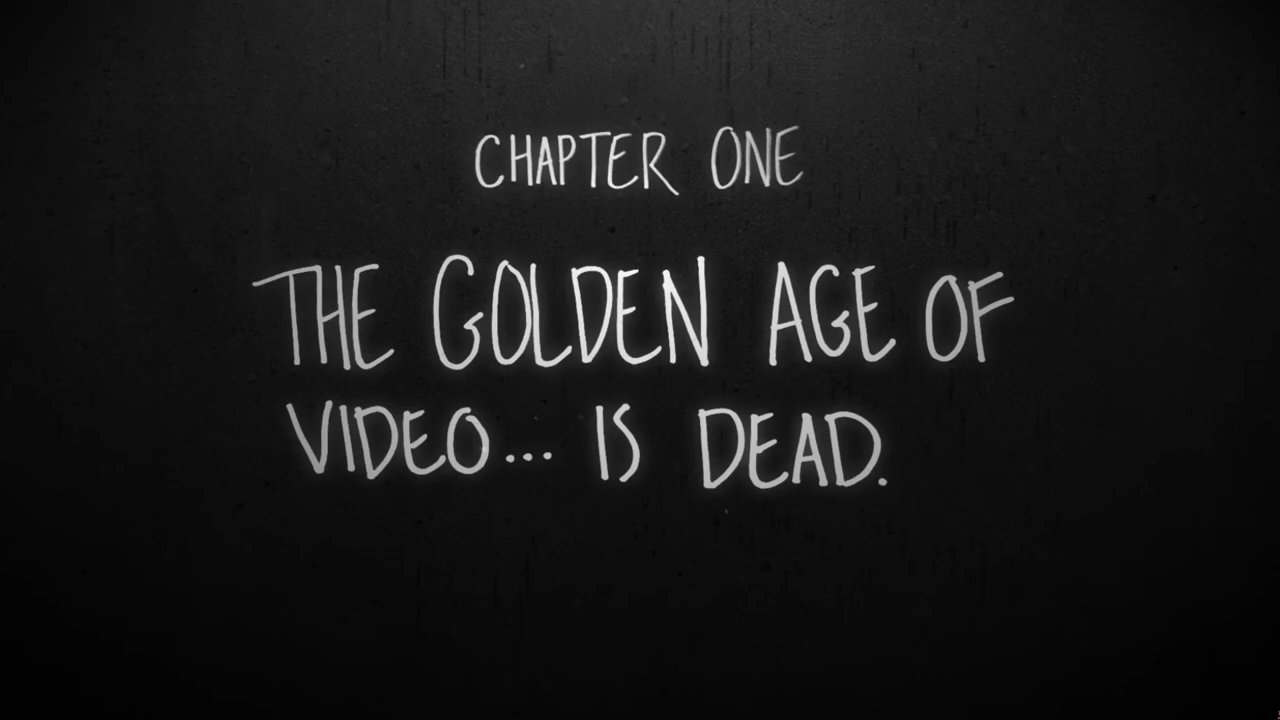 CHAPTER ONE
THE GOLDEN AGE OF
VIDEO... IS DEAD.